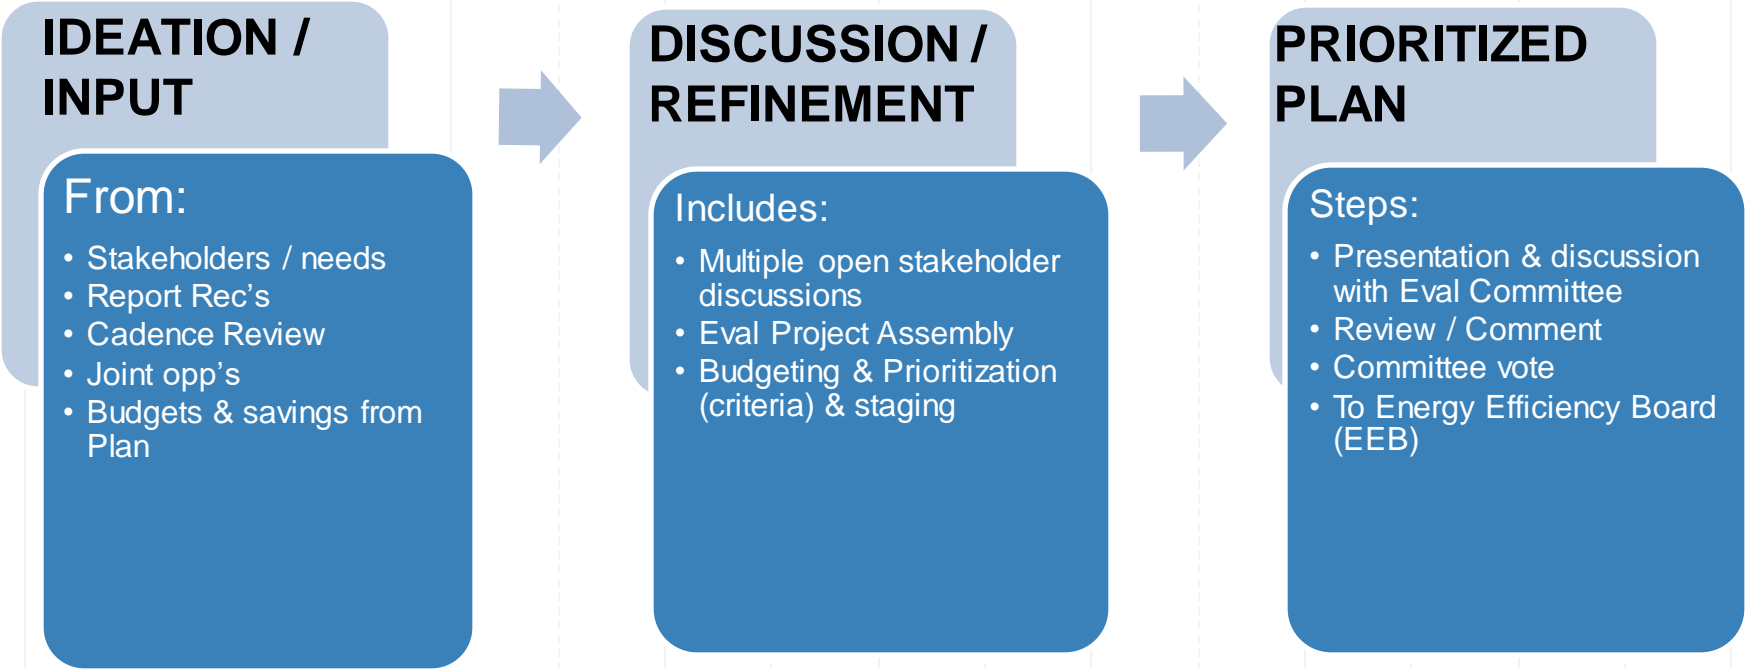 IDEATION /
INPUT
From:
• Stakeholders / needs
• Report Rec’s
• Cadence Review
• Joint opp’s
• Budgets & savings from
Plan
DISCUSSION /
REFINEMENT
Includes:
• Multiple open stakeholder
discussions
• Eval Project Assembly
• Budgeting & Prioritization
(criteria) & staging
PRIORITIZED
PLAN
Steps:
• Presentation & discussion
with Eval Committee
• Review / Comment
• Committee vote
• To Energy Efficiency Board
(EEB)